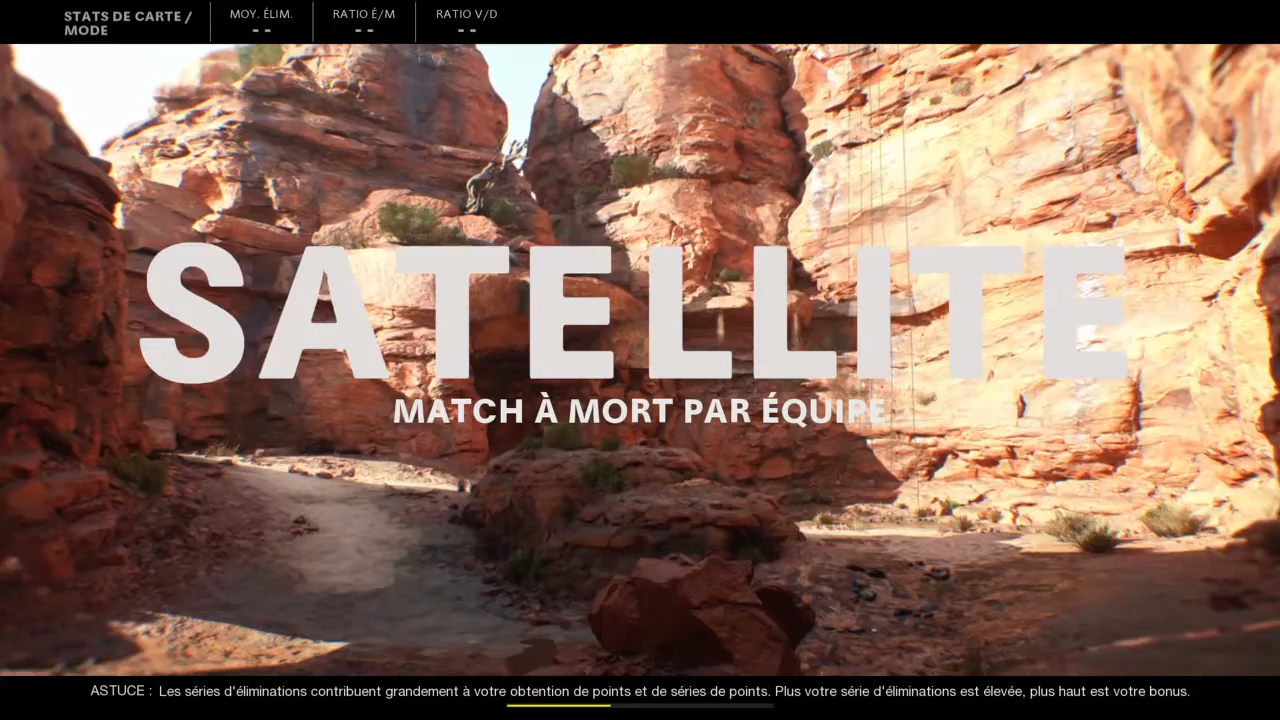 STATS DE CARTE /
MODE
MOY. ÉLIM.
- -
RATIO É/M
- -
RATIO V/D
- -
SATELLITE
MATCH À MORT PAR ÉQUIPE
ASTUCE : Les séries d'éliminations contribuent grandement à votre obtention de points et de séries de points. Plus votre série d'éliminations est élevée, plus haut est votre bonus.